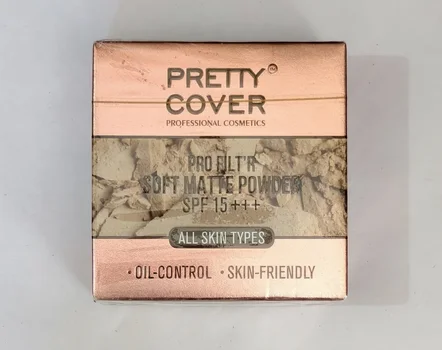 PRETTY®
COVER
PROFESSIONAL COSMETICS
PRO FILT'R
SOFT MATTE POWDER
SPF 15+++
ALL SKIN TYPES
• OIL-CONTROL • SKIN-FRIENDLY